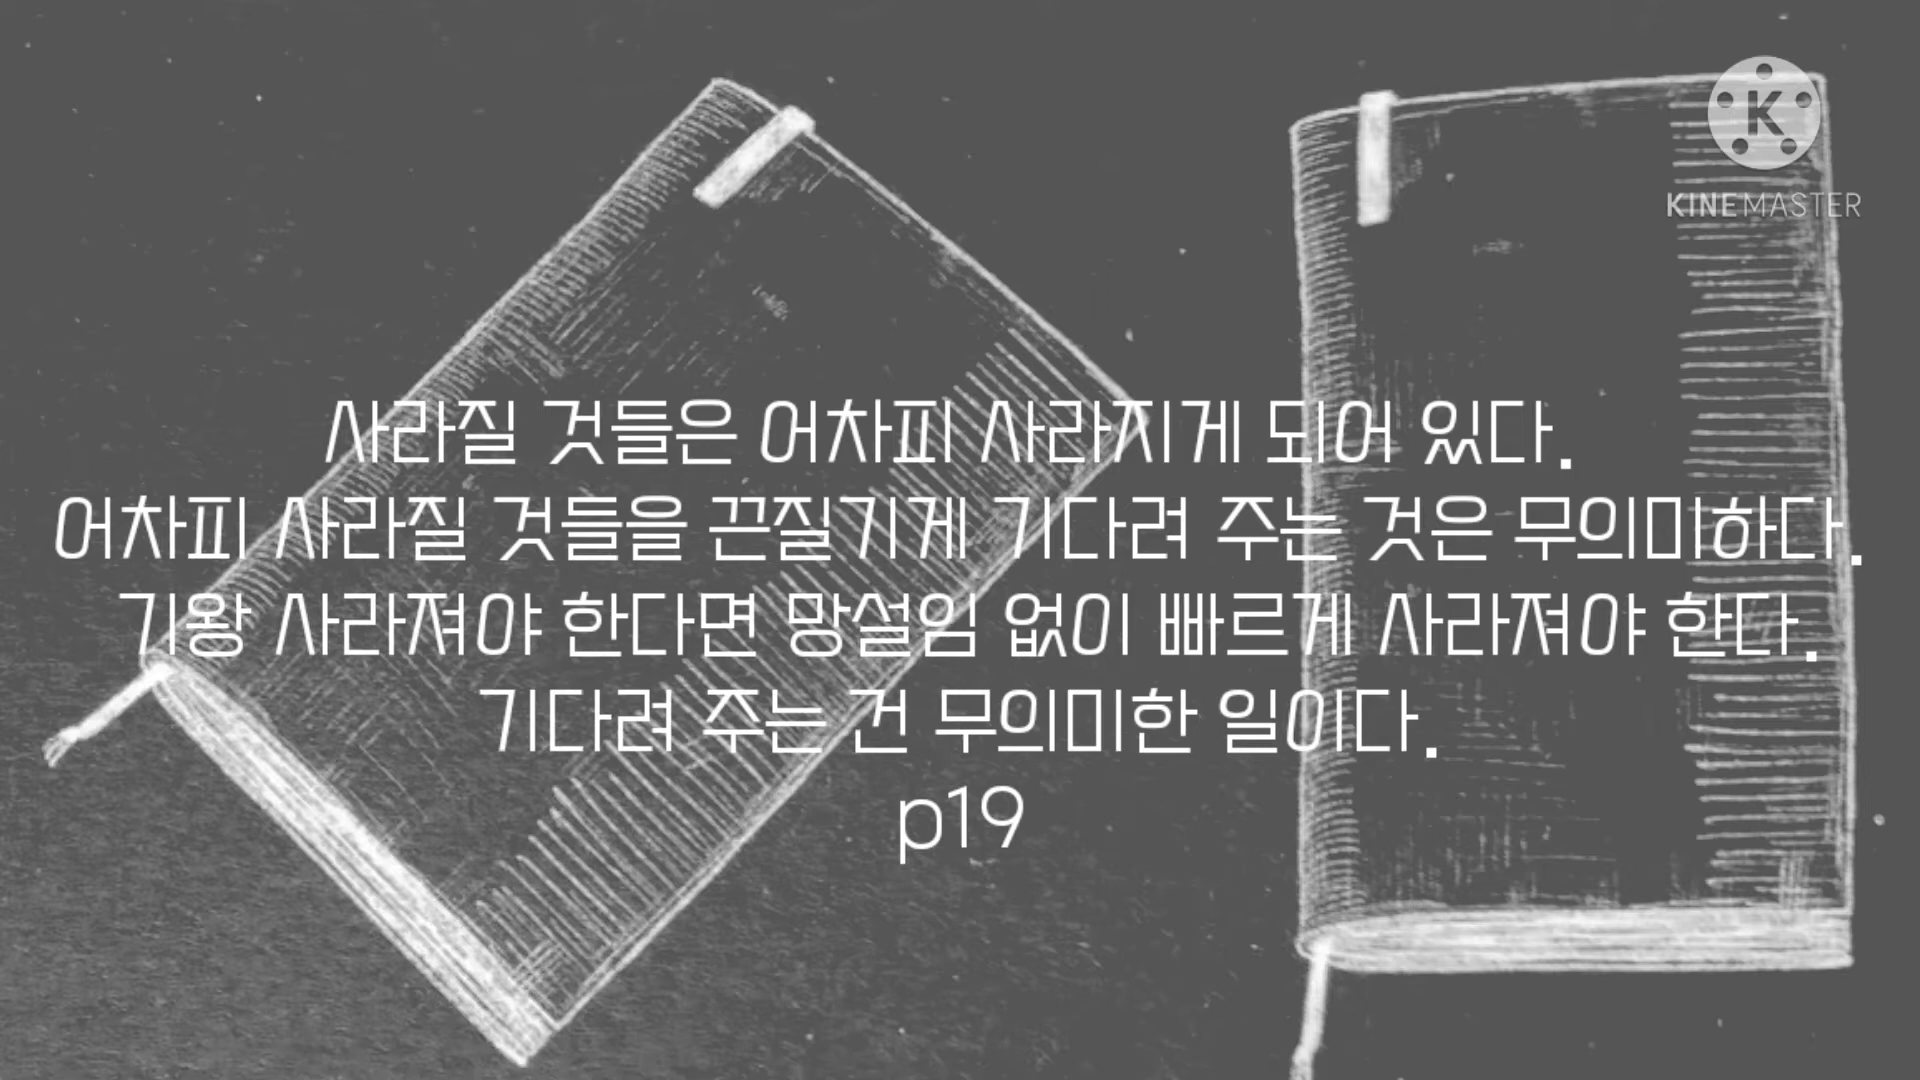 KINEMASTER
사라질 것들은 어차피 사라지게 되어 있다.
어차피 사라질 것들을 끈질기게 기다려 주는 것은 무의미하다.
기왕 사라져야 한다면 망설임 없이 빠르게 사라져야 한다.
기다려 주는 건 무의미한 일이다.
p19